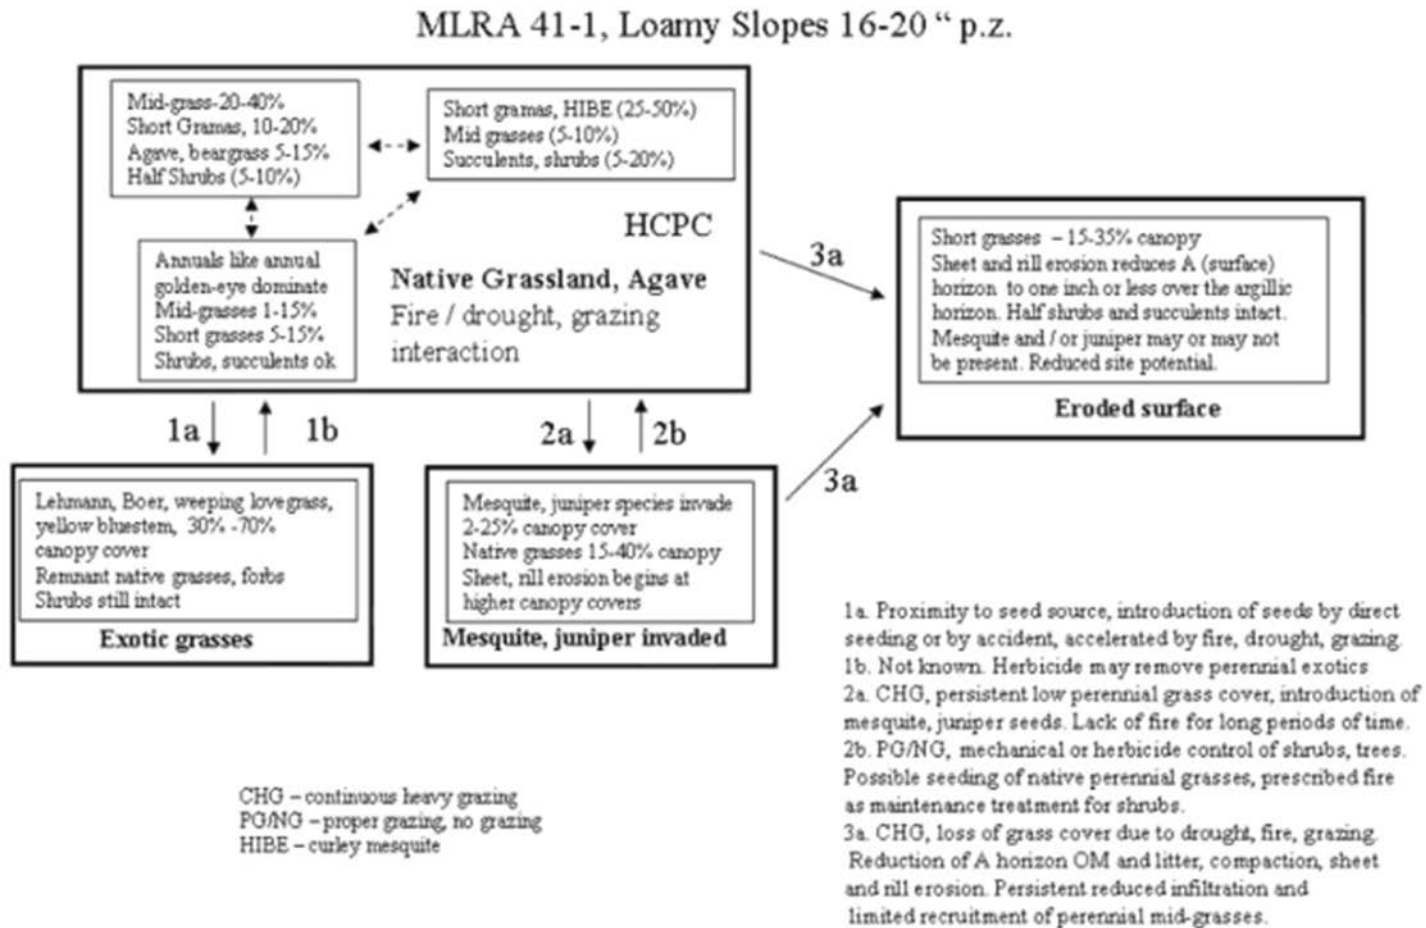 MLRA 41-1, Loamy Slopes 16-20 “ p.z.
Mid-grass-20-40%
Short Gramas, 10-20%
Agave, beargrass 5-15%
Half Shrubs (5-10%)
Short gramas, HIBE (25-50%)
Mid grasses (5-10%)
Succulents, shrubs (5-20%)
HCPC
Annuals like annual
golden-eye dominate
Mid-grasses 1-15%
Short grasses 5-15%
Shrubs, succulents ok
Native Grassland, Agave
Fire / drought, grazing
interaction
3a
Short grasses – 15-35% canopy
Sheet and rill erosion reduces A (surface)
horizon to one inch or less over the argillic
horizon. Half shrubs and succulents intact.
Mesquite and / or juniper may or may not
be present. Reduced site potential.
Eroded surface
1a
1b
2a
2b
3a
Lehmann, Boer, weeping lovegrass,
yellow bluestem, 30% -70%
canopy cover
Remnant native grasses, forbs
Shrubs still intact
Exotic grasses
Mesquite, juniper species invade
2-25% canopy cover
Native grasses 15-40% canopy
Sheet, rill erosion begins at
higher canopy covers
Mesquite, juniper invaded
1a. Proximity to seed source, introduction of seeds by direct
seeding or by accident, accelerated by fire, drought, grazing.
1b. Not known. Herbicide may remove perennial exotics
2a. CHG, persistent low perennial grass cover, introduction of
mesquite, juniper seeds. Lack of fire for long periods of time.
2b. PG/NG, mechanical or herbicide control of shrubs, trees.
Possible seeding of native perennial grasses, prescribed fire
as maintenance treatment for shrubs.
3a. CHG, loss of grass cover due to drought, fire, grazing.
Reduction of A horizon OM and litter, compaction, sheet
and rill erosion. Persistent reduced infiltration and
limited recruitment of perennial mid-grasses.
CHG – continuous heavy grazing
PG/NG – proper grazing, no grazing
HIBE – curley mesquite